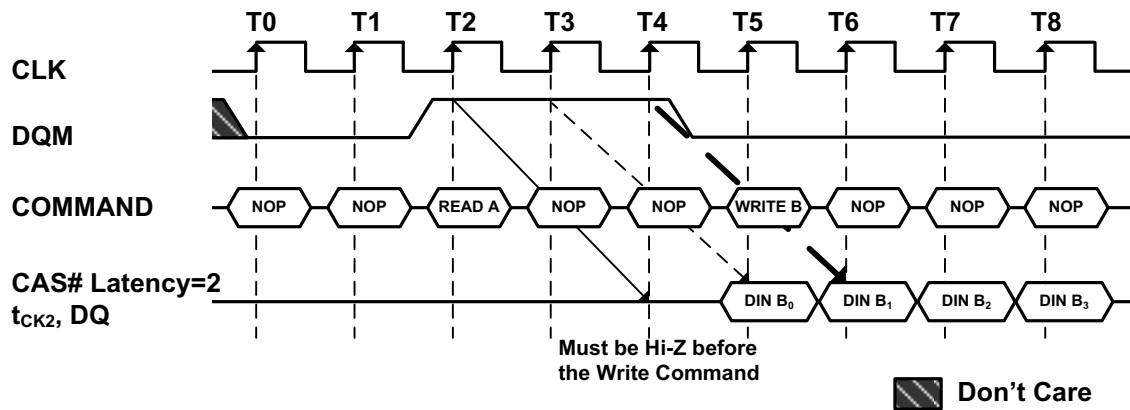 T0 T1 T2 T3 T4 T5 T6 T7 T8
CLK
DQM
COMMAND NOP NOP READ A NOP NOP WRITE B NOP NOP NOP
CAS# Latency=2
tCK2, DQ DIN B0 DIN B1 DIN B2 DIN B3
Must be Hi-Z before
the Write Command
Don't Care